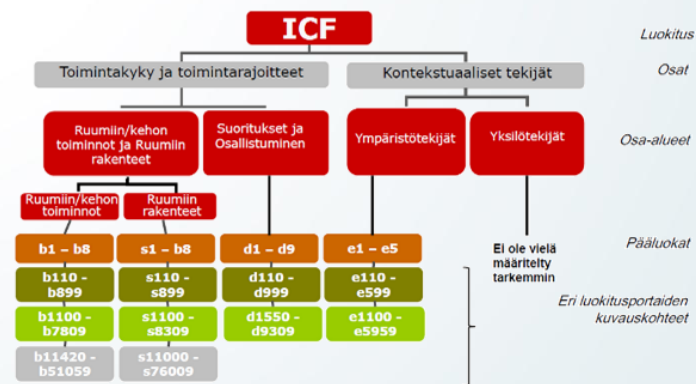 ICF
Luokitus
Toimintakyky ja toimintarajoitteet
Kontekstuaaliset tekijät
Osat
Ruumiin/kehon
toiminnot ja Ruumiin
rakenteet
Suoritukset ja
Osallistuminen
Ympäristötekijät
Yksilötekijät
Osa-alueet
Ruumiin/kehon
toiminnot
Ruumiin
rakenteet
b1 – b8
s1 – b8
d1 – d9
e1 – e5
Ei ole vielä
määritelty
tarkemmin
Pääluokat
b110 -
b899
s110 -
s899
d110 -
d999
e110 -
e599
Eri luokitusportaiden
kuvauskohteet
b1100 -
b7809
s1100 -
s8309
d1550 -
d9309
e1100 -
e5959
b11420 -
b51059
s11000 -
s76009